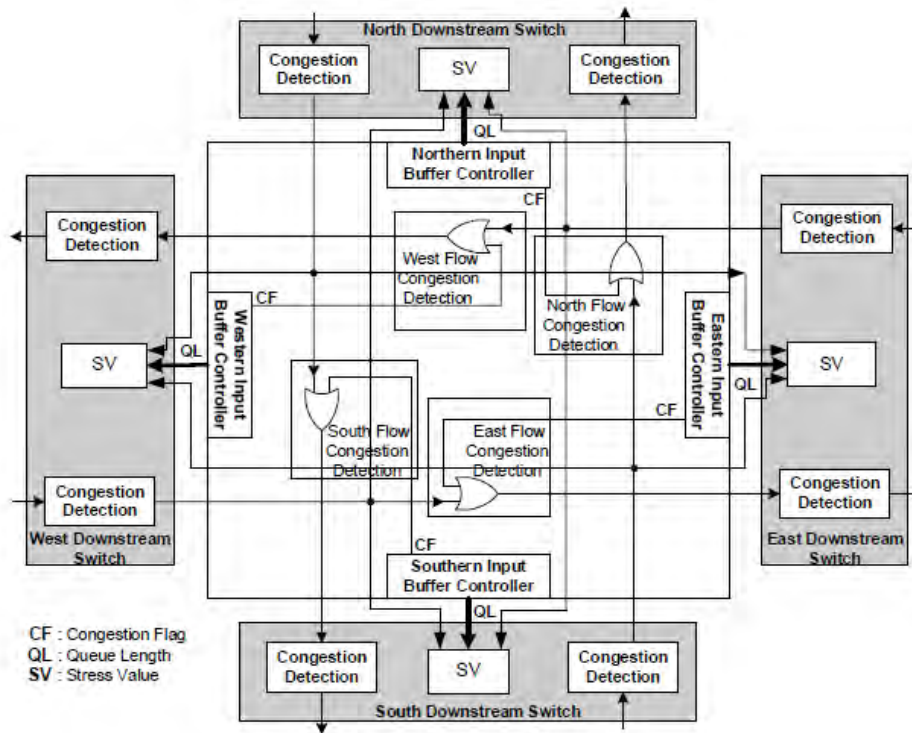 North Downstream Switch
Congestion
Detection
SV
Congestion
Detection
QL
Northern Input
Buffer Controller
CF
Congestion
Detection
West Flow
Congestion
Detection
CF
North Flow
Congestion
Detection
Congestion
Detection
SV
QL
Western Input
Buffer Controller
Eastern Input
Buffer Controller
QL
SV
South Flow
Congestion
Detection
East Flow
Congestion
Detection
CF
Congestion
Detection
West Downstream
Switch
Congestion
Detection
East Downstream
Switch
CF
Southern Input
Buffer Controller
QL
CF : Congestion Flag
QL : Queue Length
SV : Stress Value
Congestion
Detection
SV
Congestion
Detection
South Downstream Switch